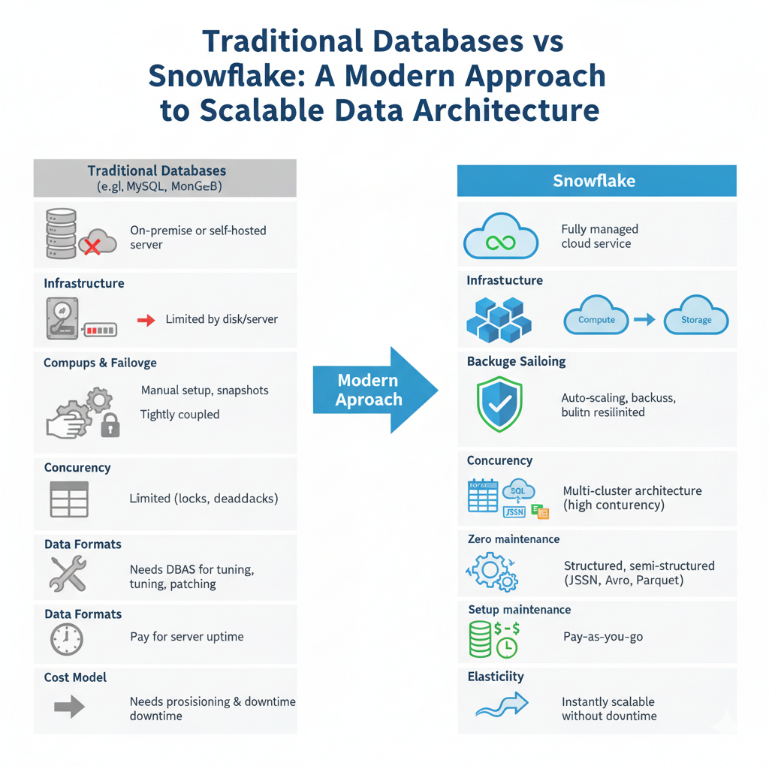 Traditional Databases vs
Snowflake: A Modern Approach
to Scalable Data Architecture
Traditional Databases
(e.gl, MySQL, MonGɛB)
On-premise or self-hosted
server
Infrastructure
Limited by disk/server
Compups & Failovge
Manual setup, snapshots
Tightly coupled
Concurency
Limited (locks, deaddacks)
Data Formats
Needs DBAS for tuning,
tuning, patching
Data Formats
Pay for server uptime
Cost Model
Needs prosisioning & downtime
downtime
Modern
Aproach
Snowflake
Fully managed
cloud service
Infrastucture
Compute
Storage
Backuge Sailoing
Auto-scaling, backuss,
bulitn resilinited
Concurency
SQL
JSSN
Multi-cluster architecture
(high conturency)
Zero maintenance
Structured, semi-structured
(JSSN, Avro, Parquet)
Setup maintenance
$-$
Pay-as-you-go
Elasticiity
Instantly scalable
without dountime